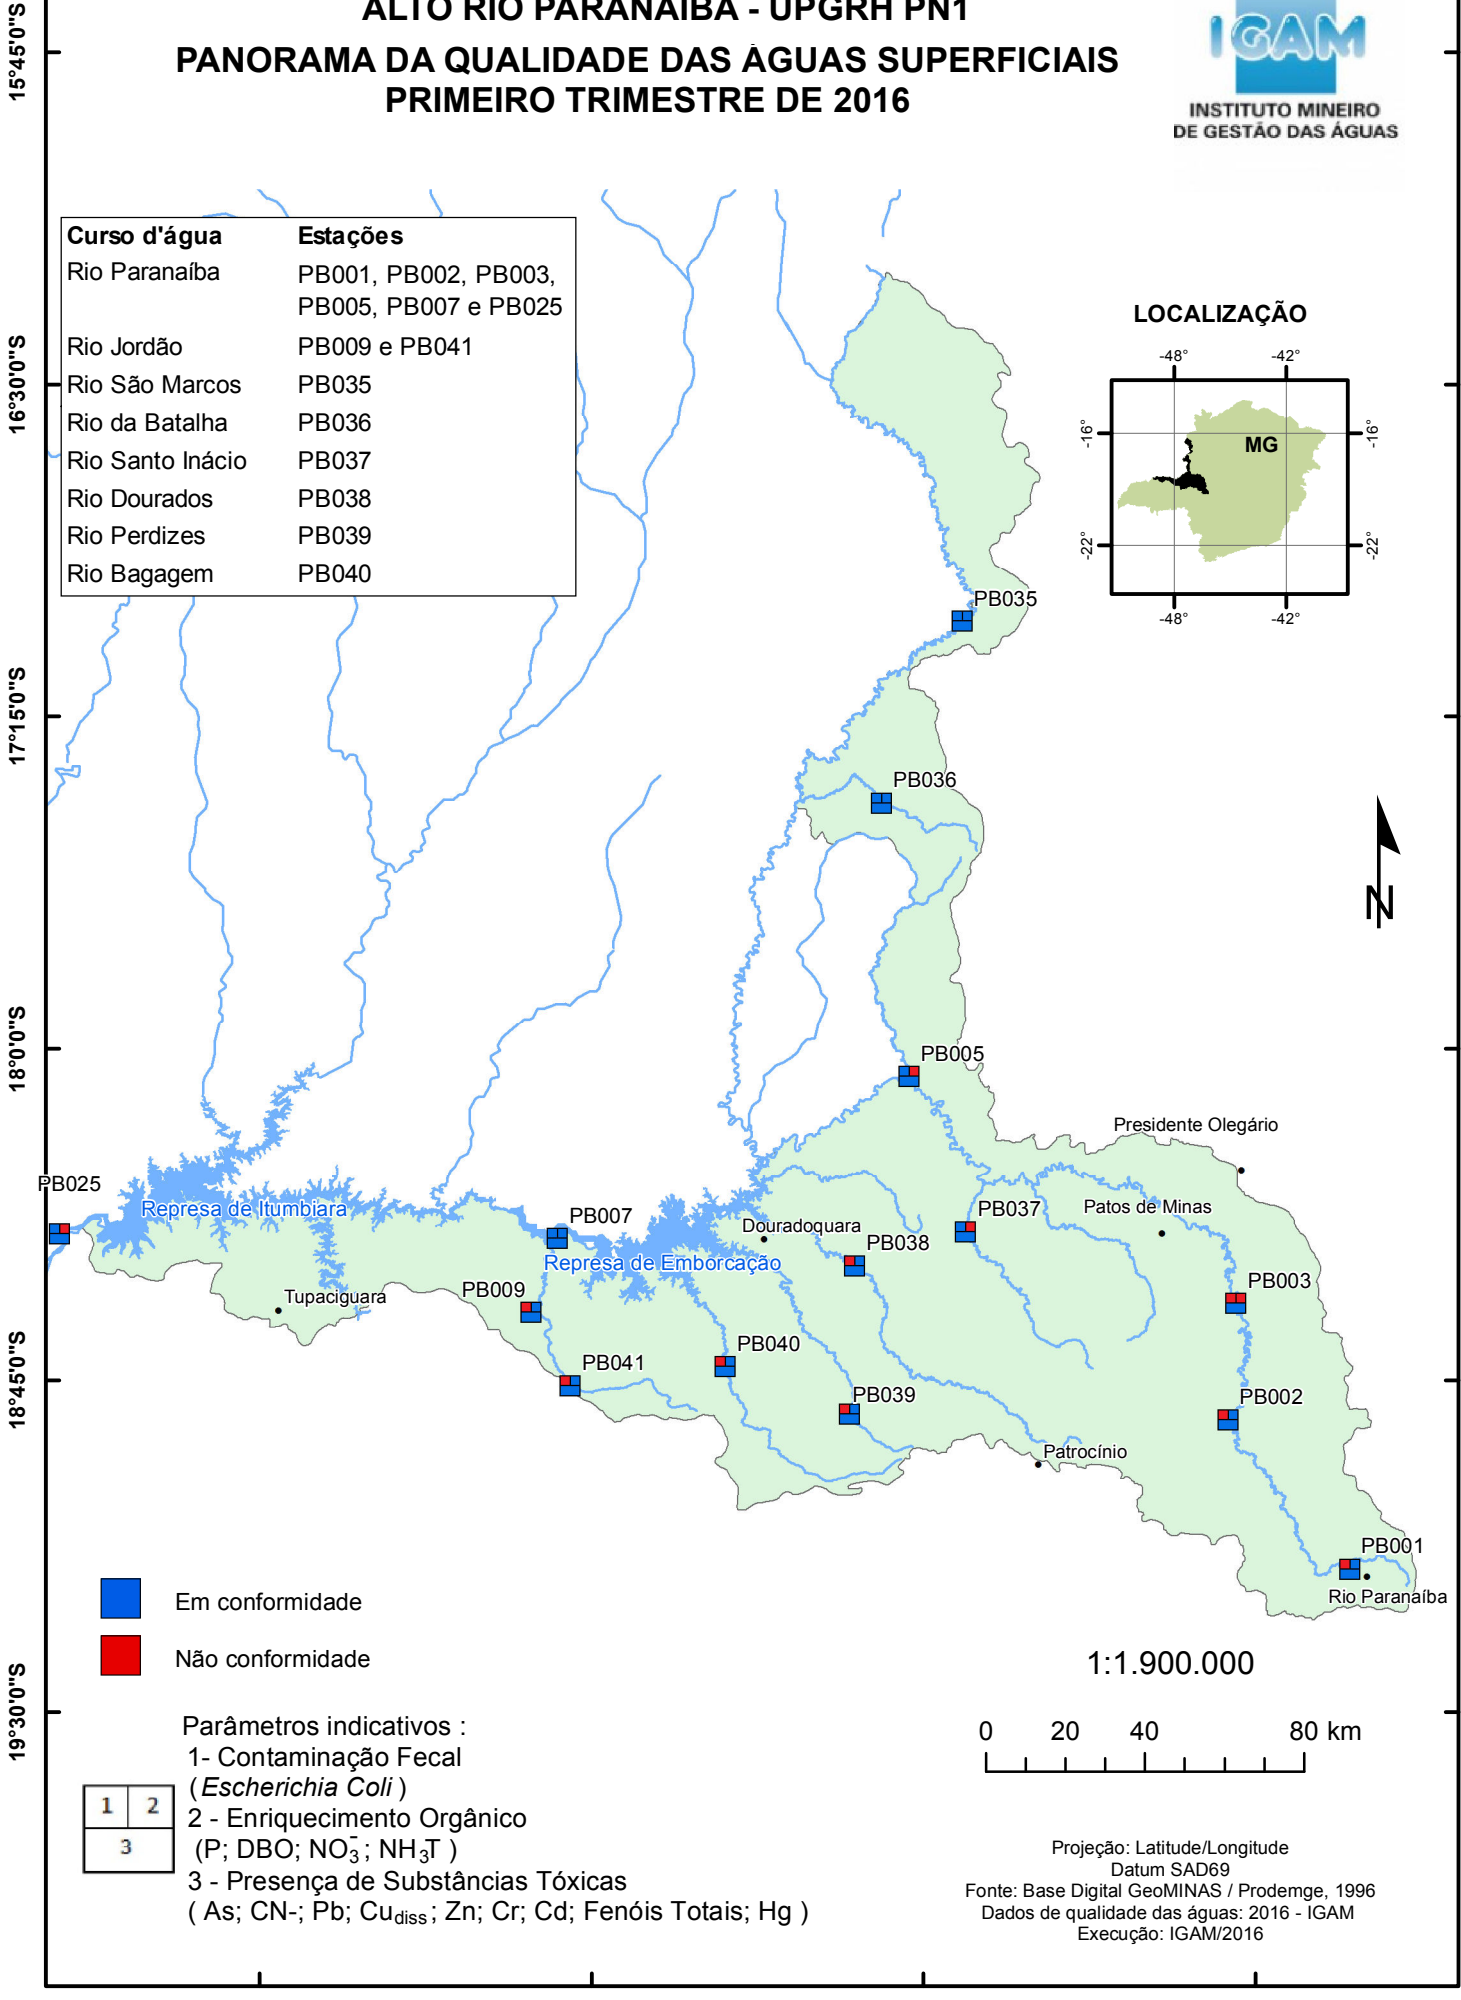 ALTO RIO PARANAÍBA - UPGRH PN1
PANORAMA DA QUALIDADE DAS ÁGUAS SUPERFICIAIS
PRIMEIRO TRIMESTRE DE 2016
IGAM
INSTITUTO MINEIRO
DE GESTÃO DAS ÁGUAS
Curso d'água Estações
Rio Paranaíba PB001, PB002, PB003,
PB005, PB007 e PB025
Rio Jordão PB009 e PB041
Rio São Marcos PB035
Rio da Batalha PB036
Rio Santo Inácio PB037
Rio Dourados PB038
Rio Perdizes PB039
Rio Bagagem PB040
LOCALIZAÇÃO
-48° -42°
-16° -16°
MG
-22° -22°
-48° -42°
15°45'0"S
16°30'0"S
17°15'0"S
18°0'0"S
18°45'0"S
19°30'0"S
PB035
PB036
N
PB005
Presidente Olegário
PB025
Represa de Itumbiara
PB007
Douradoquara
PB037
Patos de Minas
PB038
Represa de Emborcação
PB009
Tupaciguara
PB003
PB041
PB040
PB039
PB002
Patrocínio
PB001
Rio Paranaíba
Em conformidade
Não conformidade
1:1.900.000
0 20 40 80 km
Parâmetros indicativos :
1- Contaminação Fecal
(Escherichia Coli )
2 - Enriquecimento Orgânico
(P; DBO; NO₃⁻; NH₃T )
3 - Presença de Substâncias Tóxicas
( As; CN-; Pb; Cu diss; Zn; Cr; Cd; Fenóis Totais; Hg )
1 2
3
Projeção: Latitude/Longitude
Datum SAD69
Fonte: Base Digital GeoMINAS / Prodemge, 1996
Dados de qualidade das águas: 2016 - IGAM
Execução: IGAM/2016